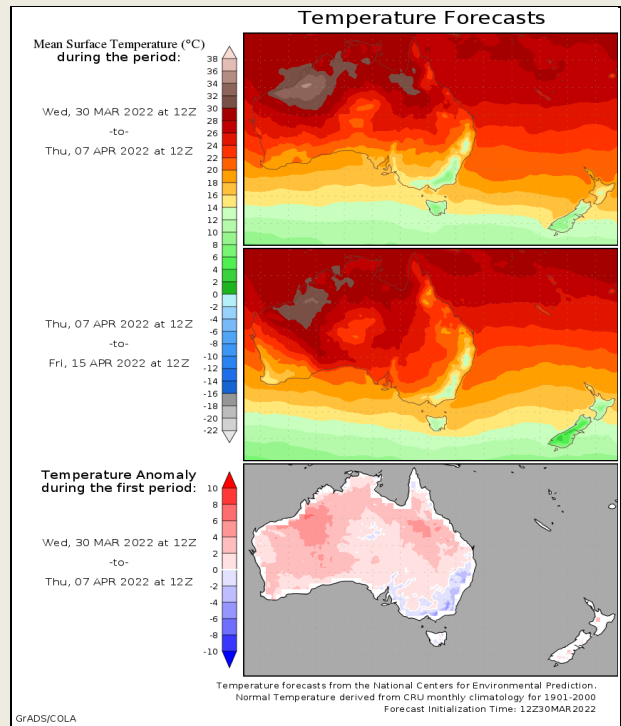 Temperature Forecasts
Mean Surface Temperature (°C)
during the period:
38
36
34
32
30
28
26
24
22
20
18
16
14
12
10
8
6
4
2
0
-2
-4
-6
-8
-10
-12
-14
-16
-18
-20
-22
Wed, 30 MAR 2022 at 12Z
-to-
Thu, 07 APR 2022 at 12Z
Thu, 07 APR 2022 at 12Z
-to-
Fri, 15 APR 2022 at 12Z
Temperature Anomaly
during the first period:
Wed, 30 MAR 2022 at 12Z
-to-
Thu, 07 APR 2022 at 12Z
10
8
6
4
2
0
-2
-4
-6
-8
-10
Temperature forecasts from the National Centers for Environmental Prediction.
Normal Temperature derived from CRU monthly climatology for 1901-2000
Forecast Initialization Time: 12Z30MAR2022
GrADS/COLA